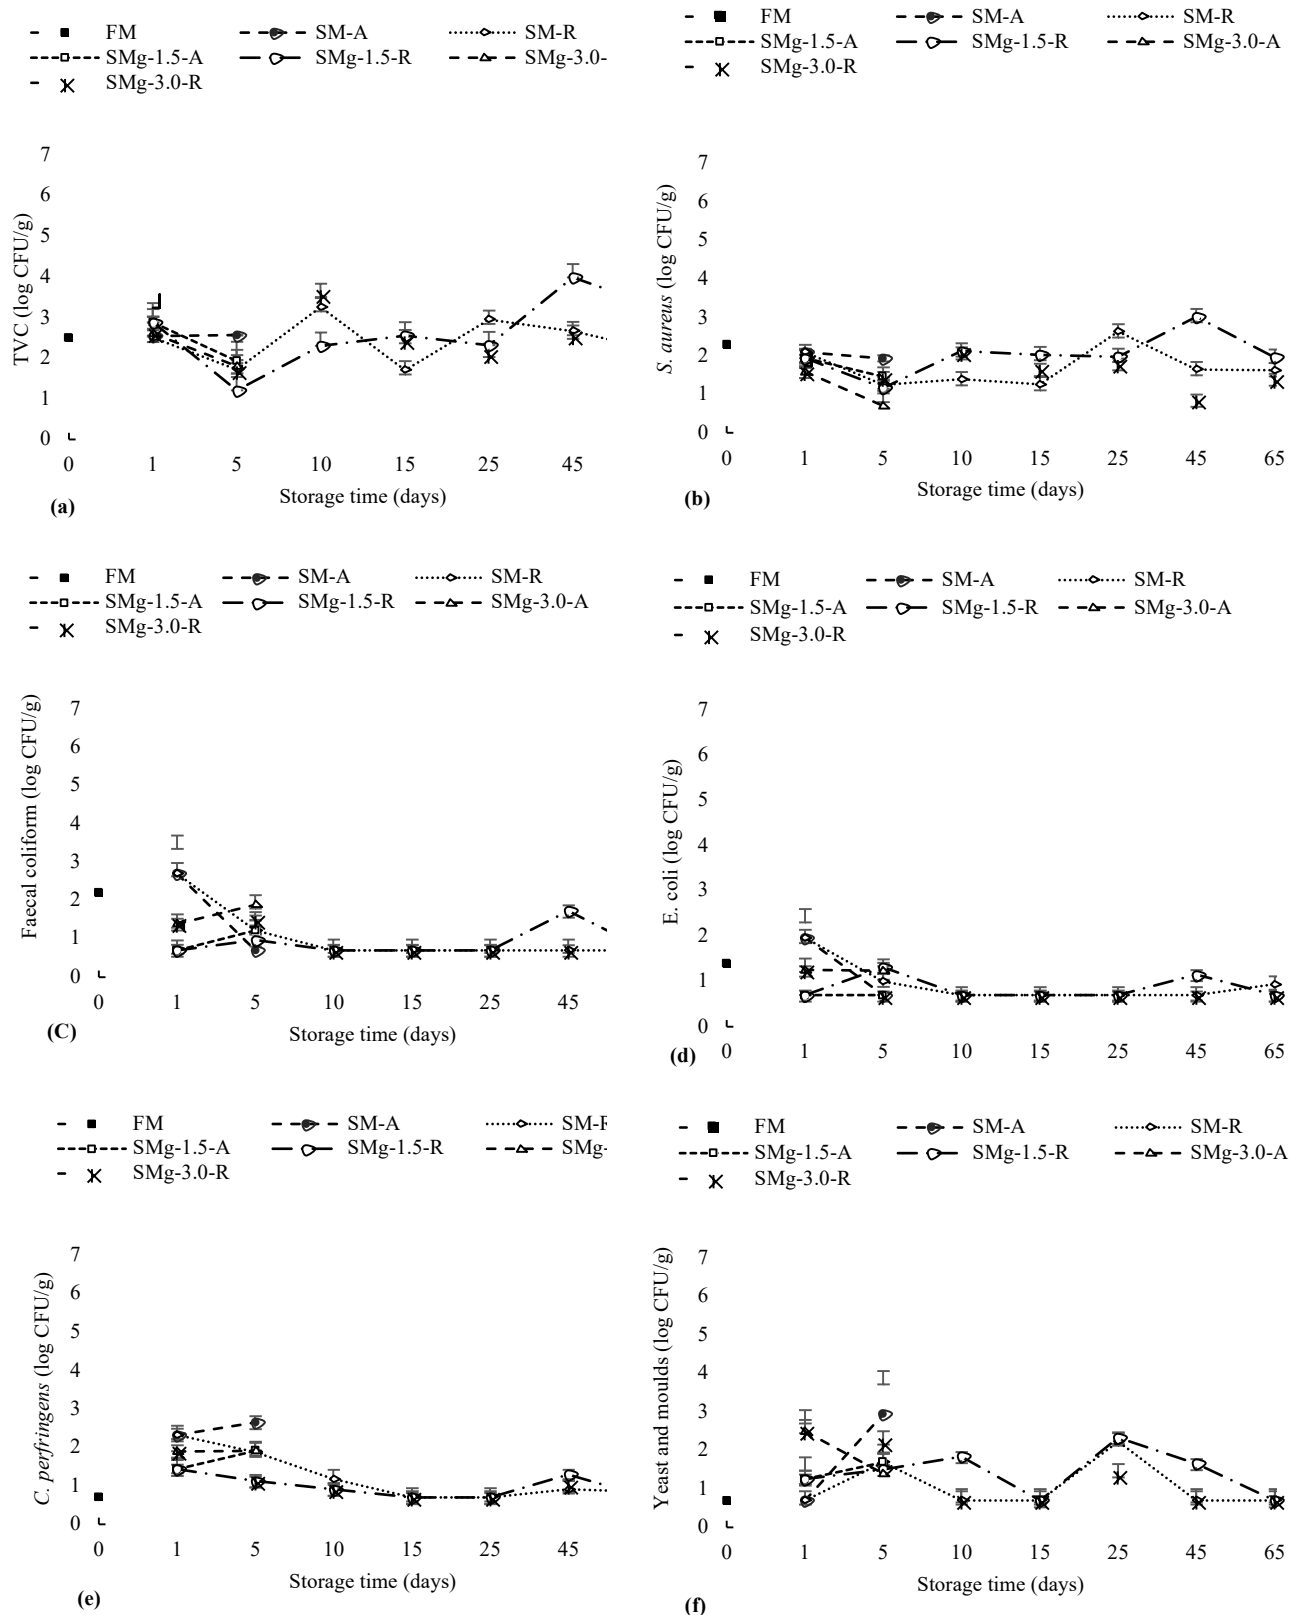 FM SM-A SM-R
SMg-1.5-A SMg-1.5-R SMg-3.0-
SMg-3.0-R
7
6
5
4
3
2
1
0
TVC (log CFU/g)
0 1 5 10 15 25 45
Storage time (days)
(a)
FM SM-A SM-R
SMg-1.5-A SMg-1.5-R SMg-3.0-A
SMg-3.0-R
7
6
5
4
3
2
1
0
S. aureus (log CFU/g)
0 1 5 10 15 25 45 65
Storage time (days)
(b)
FM SM-A SM-R
SMg-1.5-A SMg-1.5-R SMg-3.0-A
SMg-3.0-R
7
6
5
4
3
2
1
0
Faecal coliform (log CFU/g)
0 1 5 10 15 25 45
Storage time (days)
(C)
FM SM-A SM-R
SMg-1.5-A SMg-1.5-R SMg-3.0-A
SMg-3.0-R
7
6
5
4
3
2
1
0
E. coli (log CFU/g)
0 1 5 10 15 25 45 65
(d)
FM SM-A SM-R
SMg-1.5-A SMg-1.5-R SMg-
SMg-3.0-R
7
6
5
4
3
2
1
0
C. perfringens (log CFU/g)
0 1 5 10 15 25 45
Storage time (days)
(e)
FM SM-A SM-R
SMg-1.5-A SMg-1.5-R SMg-3.0-A
SMg-3.0-R
7
6
5
4
3
2
1
0
Yeast and moulds (log CFU/g)
0 1 5 10 15 25 45 65
Storage time (days)
(f)